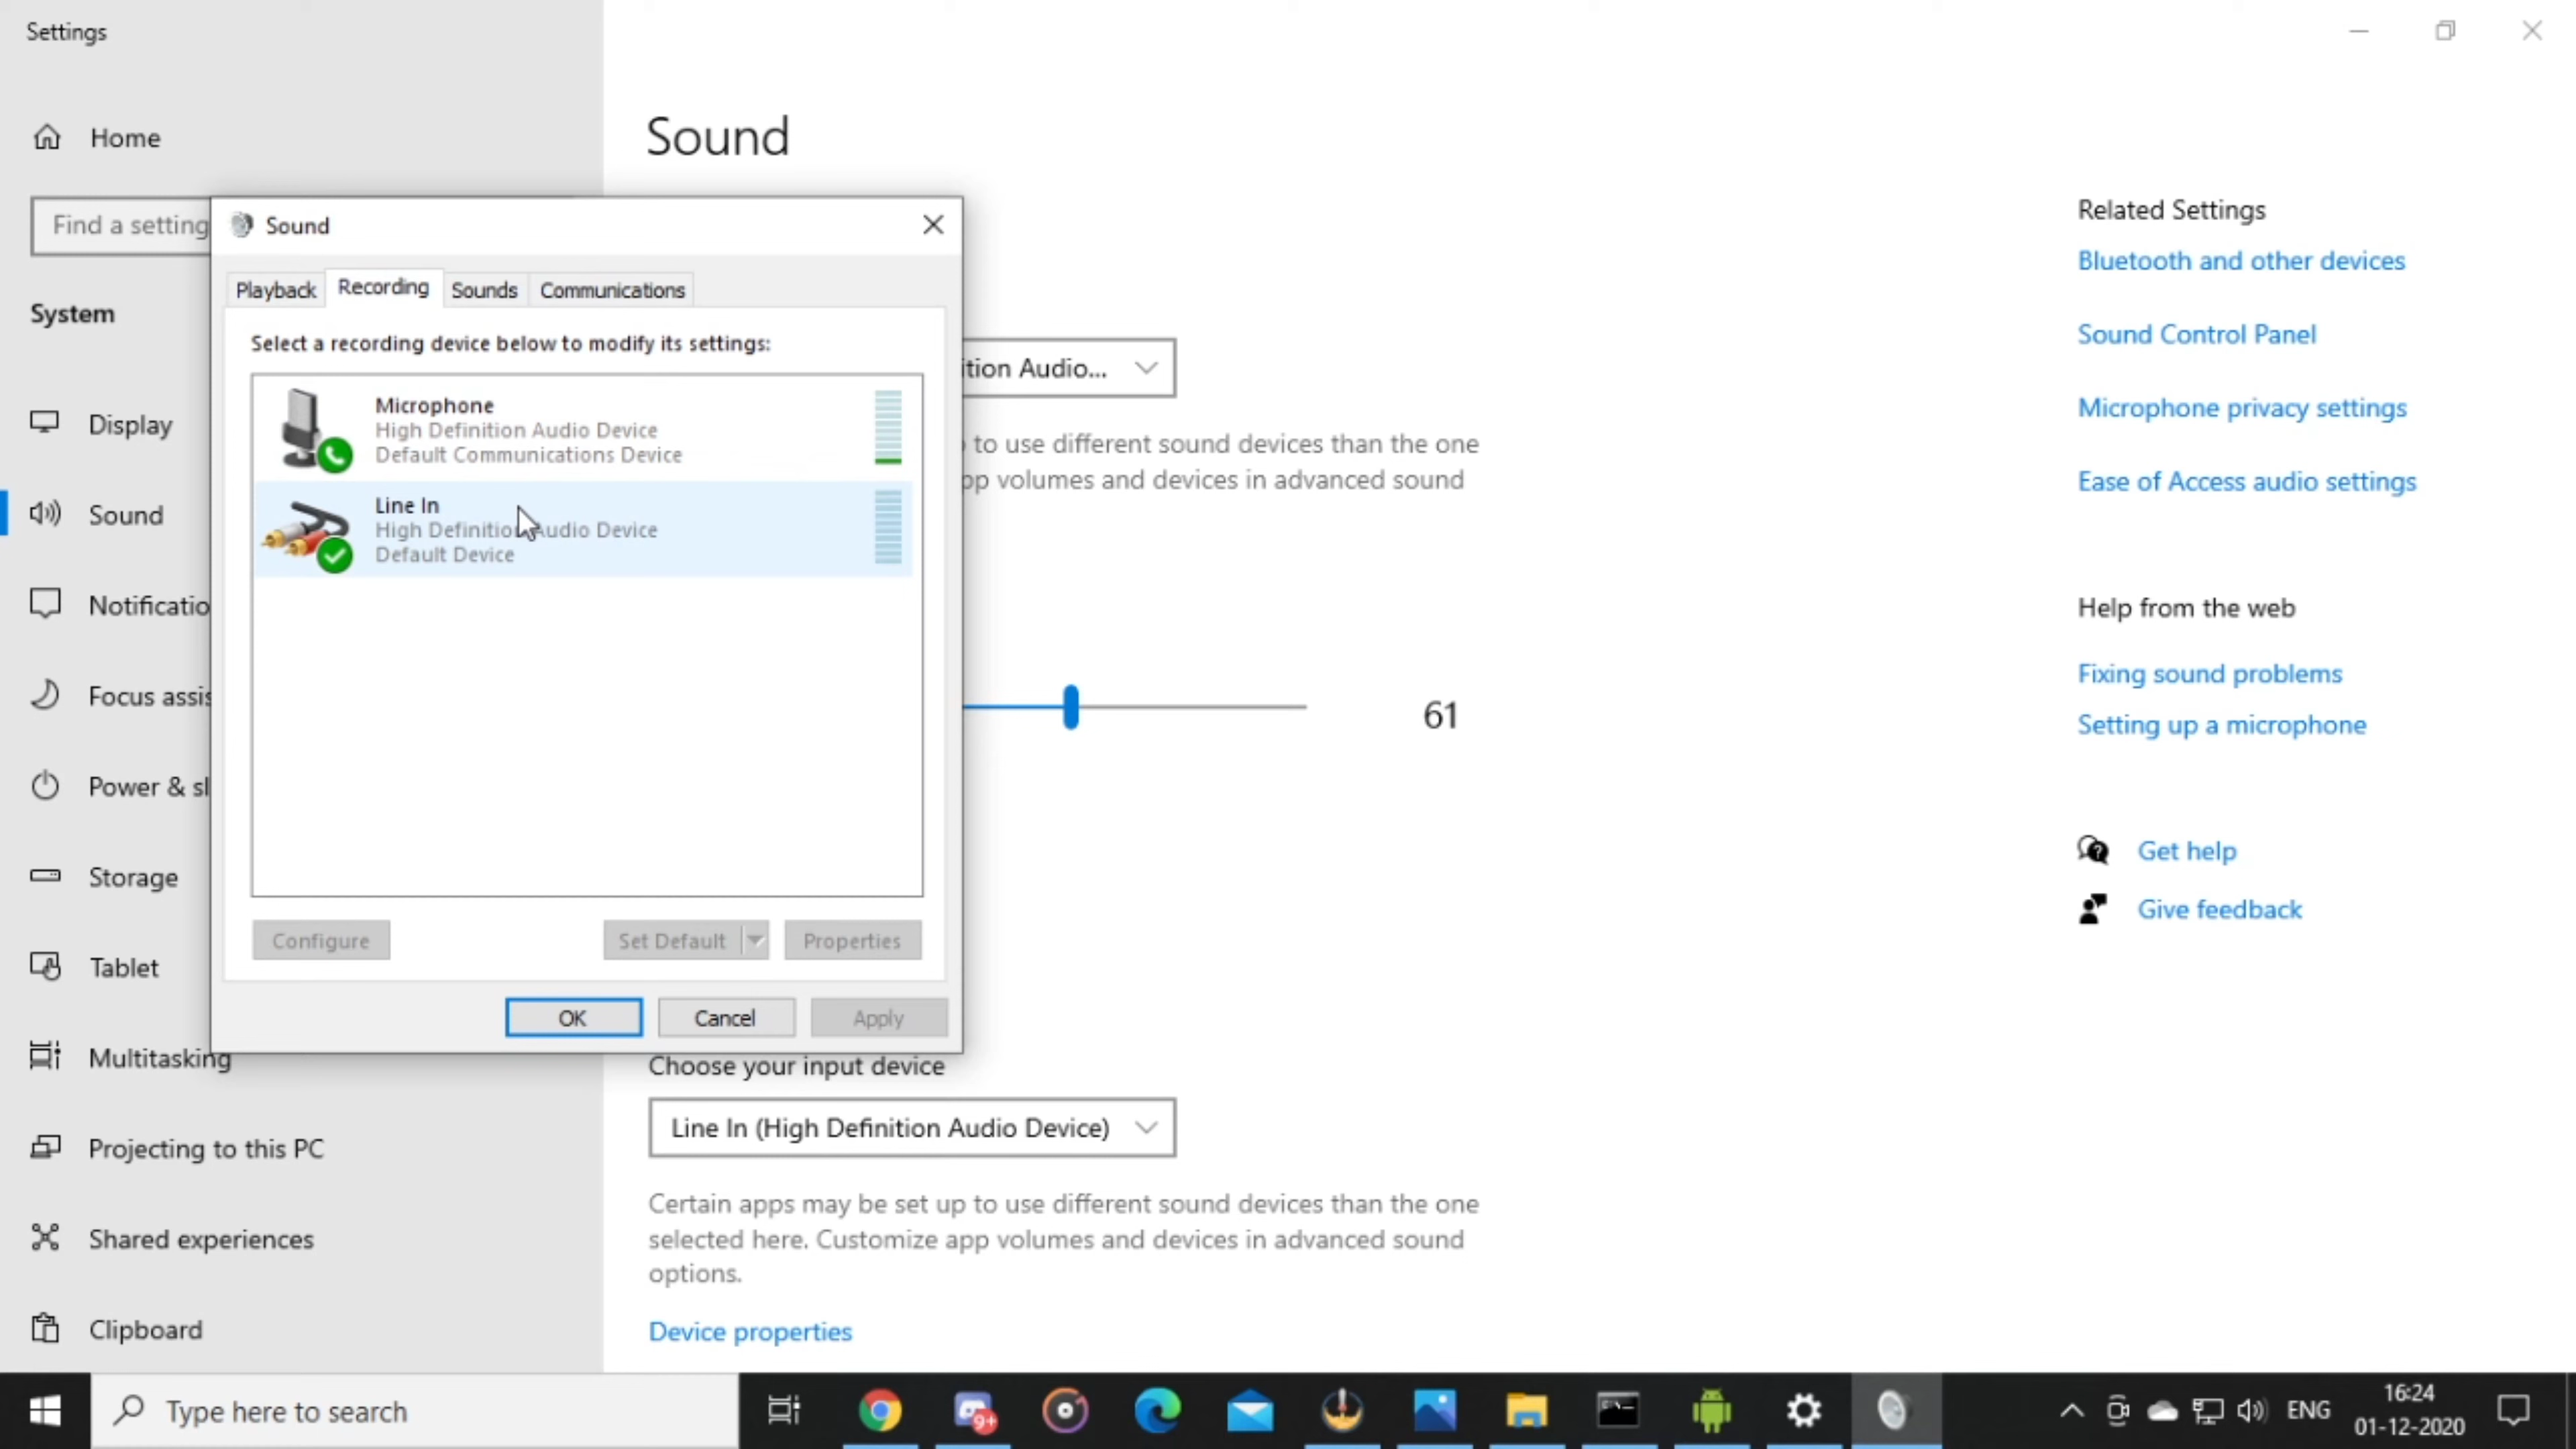 Settings
Home
Find a setting
System
Display
Sound
Notificatio
Focus assis
Power & sl
Storage
Tablet
Multitasking
Projecting to this PC
Shared experiences
Clipboard
Sound
Playback
Recording
Sounds
Communications
Select a recording device below to modify its settings:
Microphone
High Definition Audio Device
Default Communications Device
Line In
High Definition Audio Device
Default Device
Configure
Set Default
Properties
OK
Cancel
Apply
Sound
ition Audio...
to use different sound devices than the one
pp volumes and devices in advanced sound
61
Choose your input device
Line In (High Definition Audio Device)
Certain apps may be set up to use different sound devices than the one
selected here. Customize app volumes and devices in advanced sound
options.
Device properties
Related Settings
Bluetooth and other devices
Sound Control Panel
Microphone privacy settings
Ease of Access audio settings
Help from the web
Fixing sound problems
Setting up a microphone
Get help
Give feedback
Type here to search
9+
ENG
16:24
01-12-2020